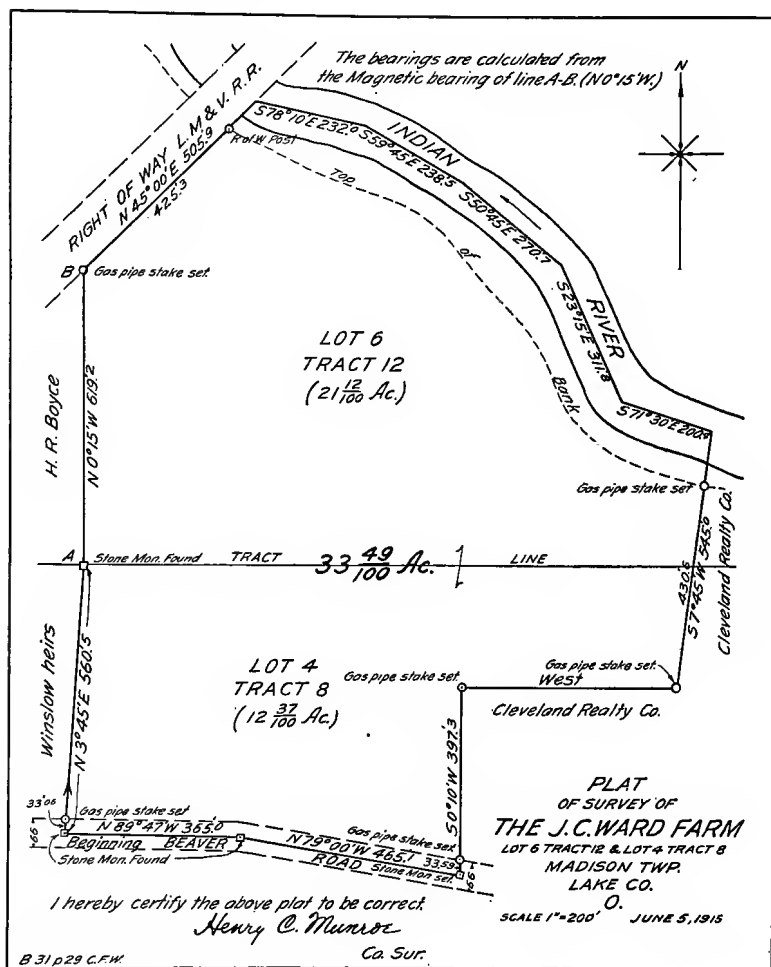 The bearings are calculated from
the Magnetic bearing of line A-B. (N0°15'W.)
N
RIGHT OF WAY L.M & V. R.R.
N 45°00'E 505.9
425.3
R of W Post
S78°10'E 232.0
S59°45'E 238.5
S50°45'E 270.7
S23°15'E 311.8
S71°30'E 200.9
INDIAN
RIVER
Top
of
Bank
B
Gas pipe stake set.
LOT 6
TRACT 12
(21 12/100 Ac.)
H. R. Boyce
N 0°15'W 619.2
Gas pipe stake set
Cleveland Realty Co.
430.6
S 7°45'W 545.0
A
Stone Mon. Found
TRACT
33 49/100 Ac.
LINE
Winslow heirs
N 3°45'E 560.5
LOT 4
TRACT 8
(12 37/100 Ac.)
Gas pipe stake set.
Gas pipe stake set.
West
Cleveland Realty Co.
S 0°10'W 397.3
33.06
66'
Gas pipe stake set
N 89°47'W 365.0
Beginning
BEAVER
Stone Mon. Found
Gas pipe stake set.
N 79°00'W 465.1
33.59
66'
ROAD
Stone Mon set.
PLAT
OF SURVEY OF
THE J.C.WARD FARM
LOT 6 TRACT 12 & LOT 4 TRACT 8
MADISON TWP.
LAKE CO.
O.
SCALE 1"=200' JUNE 5, 1915
I hereby certify the above plat to be correct.
Henry C. Munroe
Co. Sur.
B 31 p 29 C.F.W.